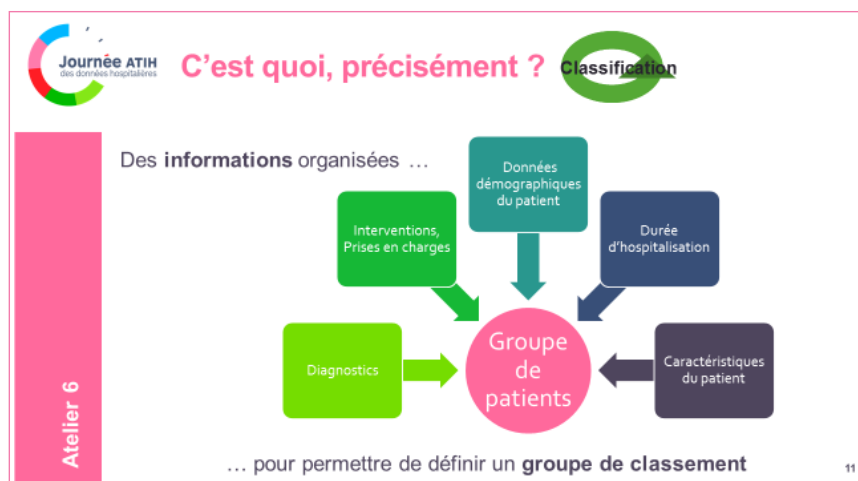 Journée ATIH
des données hospitalières
C'est quoi, précisément ?
Classification
Des informations organisées …
Données
démographiques
du patient
Interventions,
Prises en charges
Durée
d'hospitalisation
Diagnostics
Groupe
de
patients
Caractéristiques
du patient
Atelier 6
… pour permettre de définir un groupe de classement
11